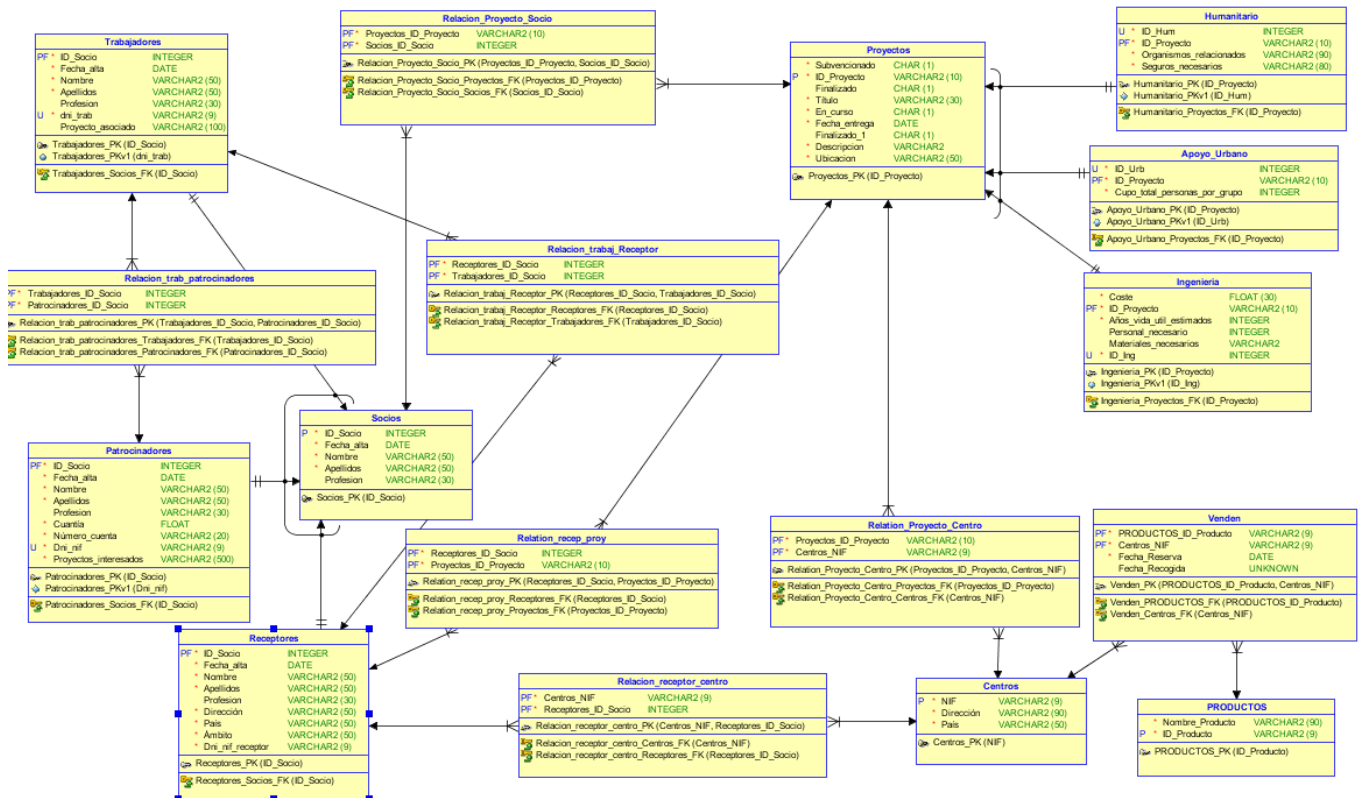 Trabajadores
PF * ID_Socio INTEGER
* Fecha_alta DATE
* Nombre VARCHAR2 (50)
* Apellidos VARCHAR2 (50)
Profesion VARCHAR2 (30)
U * dni_trab VARCHAR2 (9)
Proyecto_asociado VARCHAR2 (100)
Trabajadores_PK (ID_Socio)
Trabajadores_PKv1 (dni_trab)
Trabajadores_Socios_FK (ID_Socio)
Relacion_Proyecto_Socio
PF * Proyectos_ID_Proyecto VARCHAR2 (10)
PF * Socios_ID_Socio INTEGER
Relacion_Proyecto_Socio_PK (Proyectos_ID_Proyecto, Socios_ID_Socio)
Relacion_Proyecto_Socio_Proyectos_FK (Proyectos_ID_Proyecto)
Relacion_Proyecto_Socio_Socios_FK (Socios_ID_Socio)
Proyectos
* Subvencionado CHAR (1)
P * ID_Proyecto VARCHAR2 (10)
Finalizado CHAR (1)
* Título VARCHAR2 (30)
* En_curso CHAR (1)
* Fecha_entrega DATE
Finalizado_1 CHAR (1)
* Descripcion VARCHAR2
* Ubicacion VARCHAR2 (50)
Proyectos_PK (ID_Proyecto)
Humanitario
U * ID_Hum INTEGER
PF * ID_Proyecto VARCHAR2 (10)
* Organismos_relacionados VARCHAR2 (90)
* Seguros_necesarios VARCHAR2 (80)
Humanitario_PK (ID_Proyecto)
Humanitario_PKv1 (ID_Hum)
Humanitario_Proyectos_FK (ID_Proyecto)
Apoyo_Urbano
U * ID_Urb INTEGER
PF * ID_Proyecto VARCHAR2 (10)
* Cupo_total_personas_por_grupo INTEGER
Apoyo_Urbano_PK (ID_Proyecto)
Apoyo_Urbano_PKv1 (ID_Urb)
Apoyo_Urbano_Proyectos_FK (ID_Proyecto)
Relacion_trabaj_Receptor
PF * Receptores_ID_Socio INTEGER
PF * Trabajadores_ID_Socio INTEGER
Relacion_trabaj_Receptor_PK (Receptores_ID_Socio, Trabajadores_ID_Socio)
Relacion_trabaj_Receptor_Receptores_FK (Receptores_ID_Socio)
Relacion_trabaj_Receptor_Trabajadores_FK (Trabajadores_ID_Socio)
Relacion_trab_patrocinadores
PF * Trabajadores_ID_Socio INTEGER
PF * Patrocinadores_ID_Socio INTEGER
Relacion_trab_patrocinadores_PK (Trabajadores_ID_Socio, Patrocinadores_ID_Socio)
Relacion_trab_patrocinadores_Trabajadores_FK (Trabajadores_ID_Socio)
Relacion_trab_patrocinadores_Patrocinadores_FK (Patrocinadores_ID_Socio)
Ingenieria
* Coste FLOAT (30)
PF * ID_Proyecto VARCHAR2 (10)
* Años_vida_util_estimados INTEGER
Personal_necesario INTEGER
Materiales_necesarios VARCHAR2
U * ID_Ing INTEGER
Ingenieria_PK (ID_Proyecto)
Ingenieria_PKv1 (ID_Ing)
Ingenieria_Proyectos_FK (ID_Proyecto)
Socios
P * ID_Socio INTEGER
* Fecha_alta DATE
* Nombre VARCHAR2 (50)
* Apellidos VARCHAR2 (50)
Profesion VARCHAR2 (30)
Socios_PK (ID_Socio)
Patrocinadores
PF * ID_Socio INTEGER
* Fecha_alta DATE
* Nombre VARCHAR2 (50)
* Apellidos VARCHAR2 (50)
Profesion VARCHAR2 (30)
* Cuantía FLOAT
* Número_cuenta VARCHAR2 (20)
U * Dni_nif VARCHAR2 (9)
* Proyectos_interesados VARCHAR2 (500)
Patrocinadores_PK (ID_Socio)
Patrocinadores_PKv1 (Dni_nif)
Patrocinadores_Socios_FK (ID_Socio)
Relation_recep_proy
PF * Receptores_ID_Socio INTEGER
PF * Proyectos_ID_Proyecto VARCHAR2 (10)
Relation_recep_proy_PK (Receptores_ID_Socio, Proyectos_ID_Proyecto)
Relation_recep_proy_Receptores_FK (Receptores_ID_Socio)
Relation_recep_proy_Proyectos_FK (Proyectos_ID_Proyecto)
Relation_Proyecto_Centro
PF * Proyectos_ID_Proyecto VARCHAR2 (10)
PF * Centros_NIF VARCHAR2 (9)
Relation_Proyecto_Centro_PK (Proyectos_ID_Proyecto, Centros_NIF)
Relation_Proyecto_Centro_Proyectos_FK (Proyectos_ID_Proyecto)
Relation_Proyecto_Centro_Centros_FK (Centros_NIF)
Venden
PF * PRODUCTOS_ID_Producto VARCHAR2 (9)
PF * Centros_NIF VARCHAR2 (9)
* Fecha_Reserva DATE
Fecha_Recogida UNKNOWN
Venden_PK (PRODUCTOS_ID_Producto, Centros_NIF)
Venden_PRODUCTOS_FK (PRODUCTOS_ID_Producto)
Venden_Centros_FK (Centros_NIF)
Receptores
PF * ID_Socio INTEGER
* Fecha_alta DATE
* Nombre VARCHAR2 (50)
* Apellidos VARCHAR2 (50)
Profesion VARCHAR2 (30)
* Dirección VARCHAR2 (50)
* País VARCHAR2 (50)
* Ámbito VARCHAR2 (50)
* Dni_nif_receptor VARCHAR2 (9)
Receptores_PK (ID_Socio)
Receptores_Socios_FK (ID_Socio)
Relacion_receptor_centro
PF * Centros_NIF VARCHAR2 (9)
PF * Receptores_ID_Socio INTEGER
Relacion_receptor_centro_PK (Centros_NIF, Receptores_ID_Socio)
Relacion_receptor_centro_Centros_FK (Centros_NIF)
Relacion_receptor_centro_Receptores_FK (Receptores_ID_Socio)
Centros
P * NIF VARCHAR2 (9)
* Dirección VARCHAR2 (90)
* País VARCHAR2 (50)
Centros_PK (NIF)
PRODUCTOS
* Nombre_Producto VARCHAR2 (90)
P * ID_Producto VARCHAR2 (9)
PRODUCTOS_PK (ID_Producto)